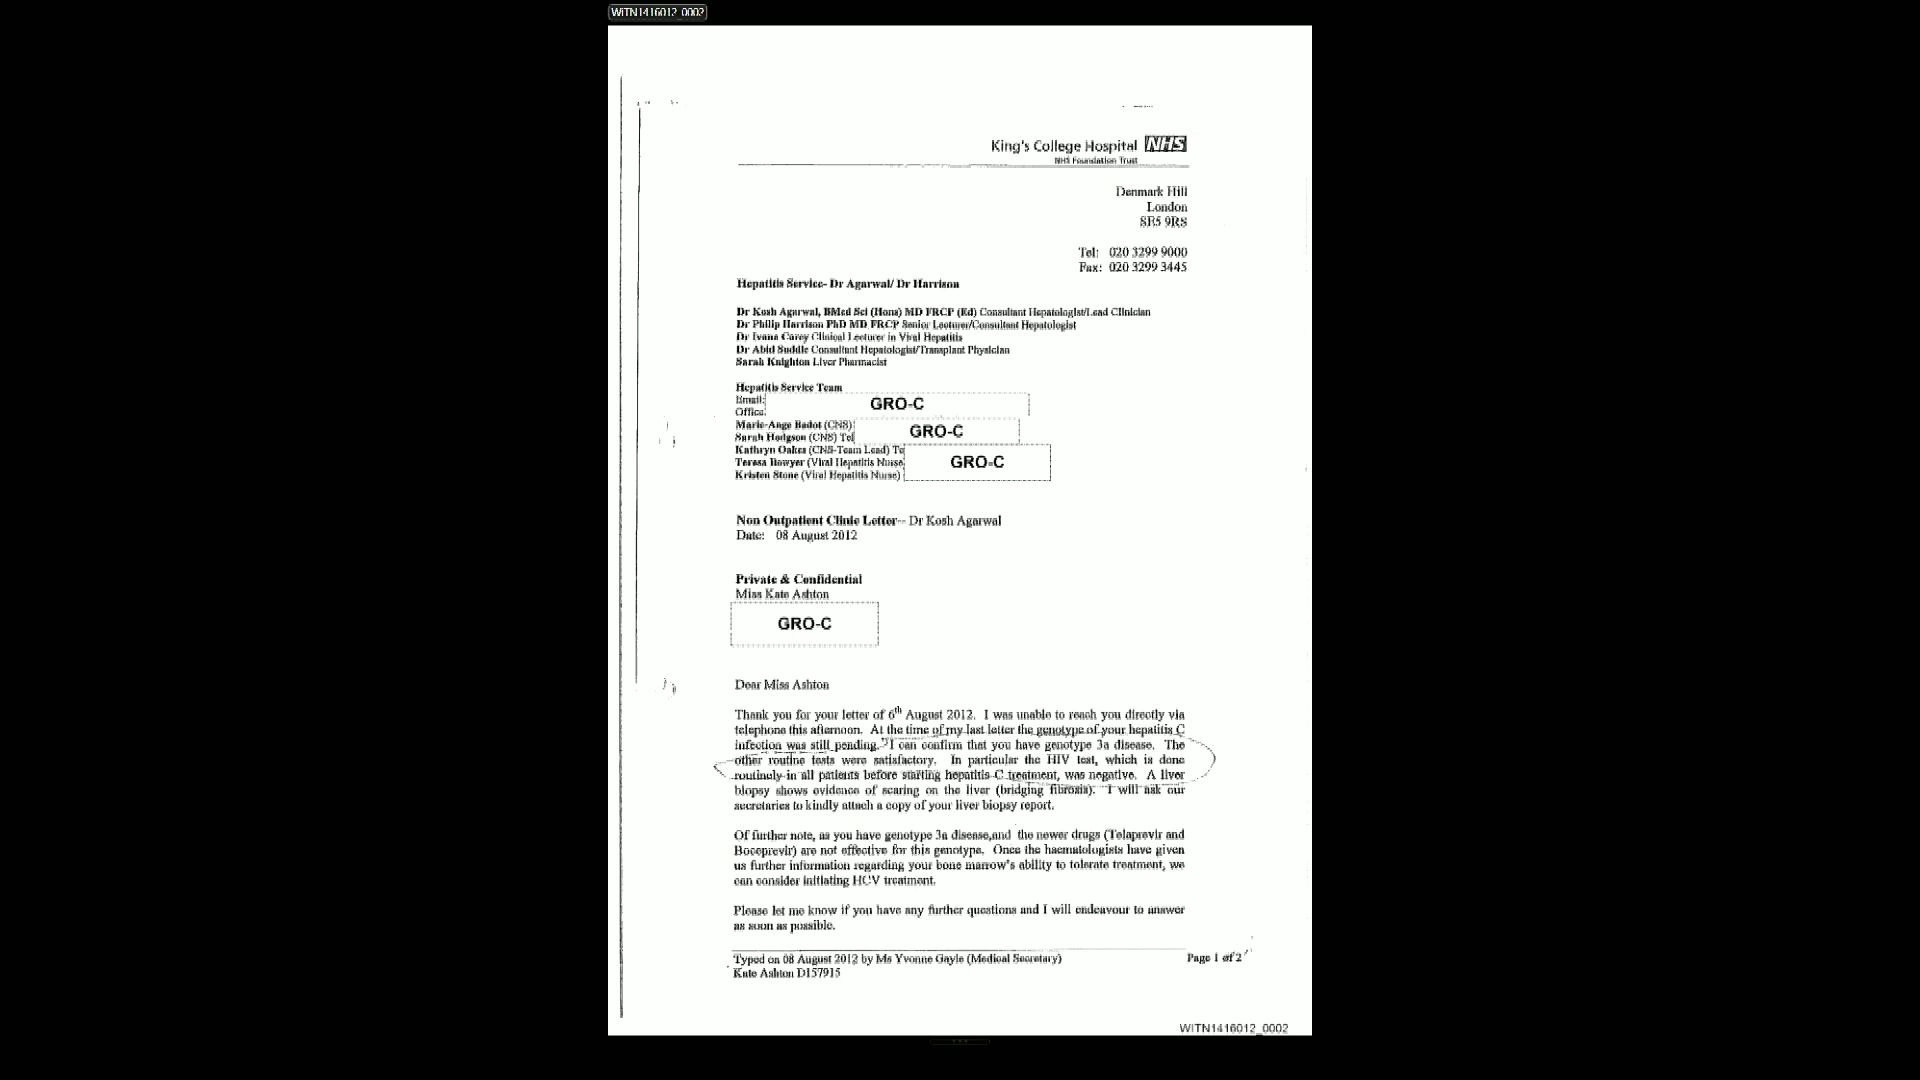 WITN1416012_0002
King's College Hospital NHS
NHS Foundation Trust
Denmark Hill
London
SE5 9RS
Tel: 020 3299 9000
Fax: 020 3299 3445
Hepatitis Service- Dr Agarwal/ Dr Harrison
Dr Kosh Agarwal, BMed Sci (Hons) MD FRCP (Ed) Consultant Hepatologist/Lead Clinician
Dr Philip Harrison PhD MD FRCP Senior Lecturer/Consultant Hepatologist
Dr Ivana Carey Clinical Lecturer in Viral Hepatitis
Dr Abid Suddle Consultant Hepatologist/Transplant Physician
Sarah Knighton Liver Pharmacist
Hepatitis Service Team
Email: GRO-C
Office:
Marie-Ange Badot (CNS) GRO-C
Sarah Hodgson (CNS) Tel
Kathryn Oakes (CNS-Team Lead) Te
Teresa Bowyer (Viral Hepatitis Nurse GRO-C
Kristen Stone (Viral Hepatitis Nurse)
Non Outpatient Clinic Letter-- Dr Kosh Agarwal
Date: 08 August 2012
Private & Confidential
Miss Kate Ashton
GRO-C
Dear Miss Ashton
Thank you for your letter of 6th August 2012. I was unable to reach you directly via
telephone this afternoon. At the time of my last letter the genotype of your hepatitis C
infection was still pending. I can confirm that you have genotype 3a disease. The
other routine tests were satisfactory. In particular the HIV test, which is done
routinely in all patients before starting hepatitis C treatment, was negative. A liver
biopsy shows evidence of scaring on the liver (bridging fibrosis). I will ask our
secretaries to kindly attach a copy of your liver biopsy report.
Of further note, as you have genotype 3a disease,and the newer drugs (Telaprevir and
Boceprevir) are not effective for this genotype. Once the haematologists have given
us further information regarding your bone marrow's ability to tolerate treatment, we
can consider initiating HCV treatment.
Please let me know if you have any further questions and I will endeavour to answer
as soon as possible.
Typed on 08 August 2012 by Ms Yvonne Gayle (Medical Secretary) Page 1 of 2
Kate Ashton D157915
WITN1416012_0002